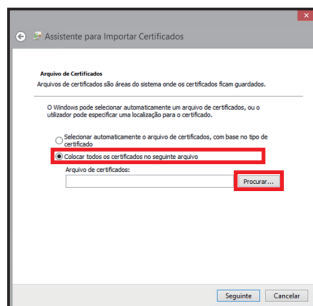 Assistente para Importar Certificados
Arquivo de Certificados
Arquivos de certificados são áreas do sistema onde os certificados ficam guardados.
O Windows pode selecionar automaticamente um arquivo de certificados, ou o
utilizador pode especificar uma localização para o certificado.
Selecionar automaticamente o arquivo de certificados, com base no tipo de
certificado
Colocar todos os certificados no seguinte arquivo
Arquivo de certificados:
Procurar...
Seguinte Cancelar